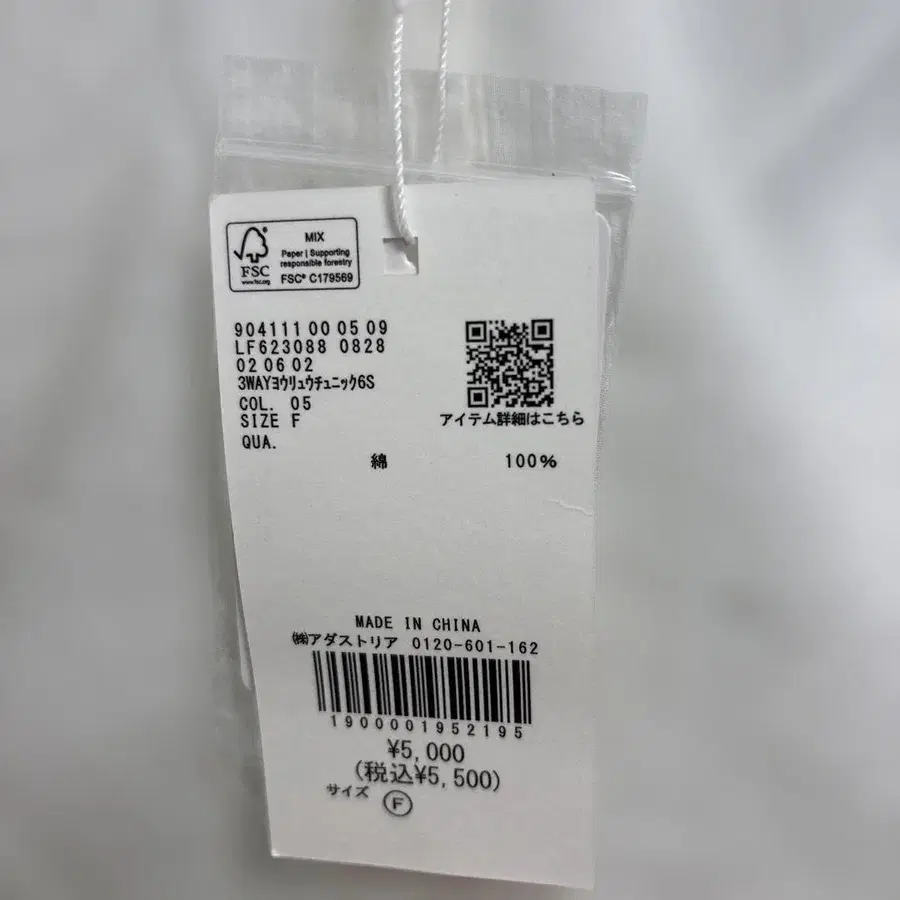 MIX
Paper | Supporting
responsible forestry
FSC® C179569
FSC
www.fsc.org
904111 00 05 09
LF623088 0828
02 06 02
3WAYヨウリュウチュニック6S
COL. 05
SIZE F
QUA.
アイテム詳細はこちら
綿 100%
MADE IN CHINA
㈱アダストリア 0120-601-162
1900001952195
¥5,000
(税込¥5,500)
サイズ F